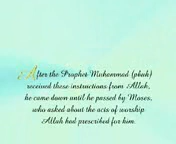 After the Prophet Muhammad (pbuh)
received these instructions from Allah,
he came down until he passed by Moses,
who asked about the acts of worship
Allah had prescribed for him.